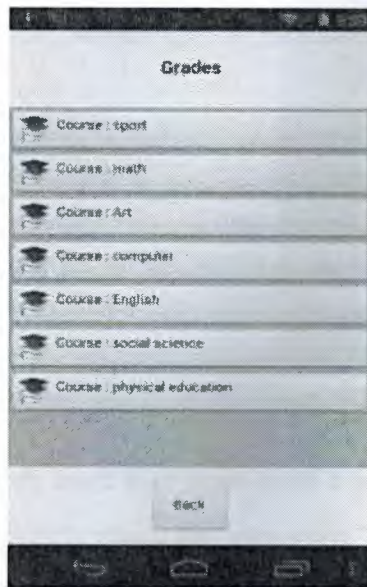 Grades
Course : sport
Course : math
Course : Art
Course : computer
Course : English
Course : social science
Course : physical education
Back